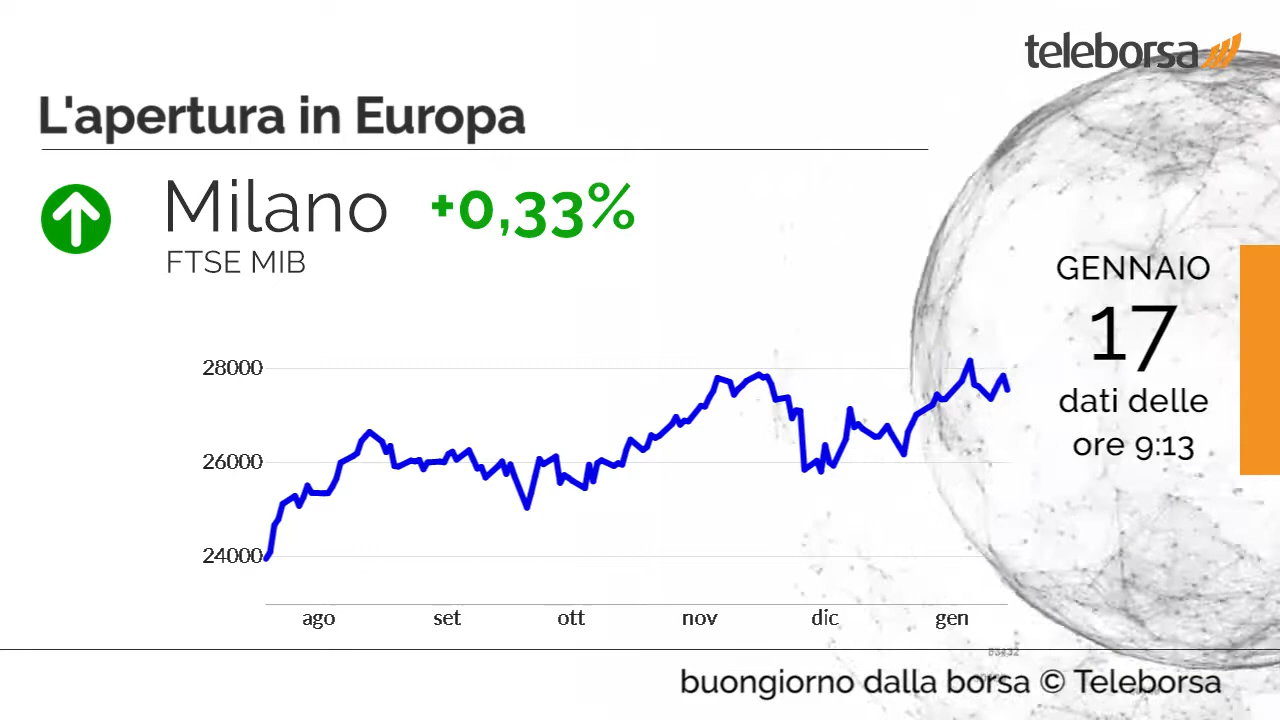 teleborsa
L'apertura in Europa
Milano +0,33%
FTSE MIB
GENNAIO
17
dati delle
ore 9:13
28000
26000
24000
ago set ott nov dic gen
83432
buongiorno dalla borsa © Teleborsa